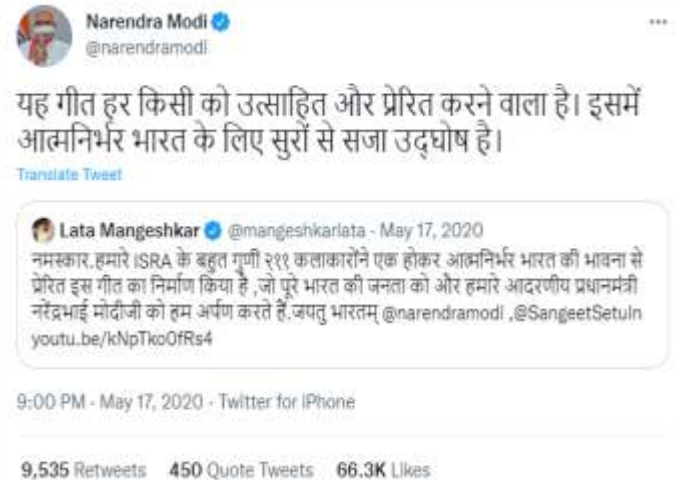 Narendra Modi
@narendramodi
यह गीत हर किसी को उत्साहित और प्रेरित करने वाला है। इसमें
आत्मनिर्भर भारत के लिए सुरों से सजा उद्घोष है।
Translate Tweet
Lata Mangeshkar @mangeshkarlata - May 17, 2020
नमस्कार.हमारे ISRA के बहुत गुणी २११ कलाकारोंने एक होकर आत्मनिर्भर भारत की भावना से
प्रेरित इस गीत का निर्माण किया है ,जो पूरे भारत की जनता को और हमारे आदरणीय प्रधानमंत्री
नरेंद्रभाई मोदीजी को हम अर्पण करते हैं.जयतु भारतम् @narendramodi ,@SangeetSetuIn
youtu.be/kNpTkoOfRs4
9:00 PM - May 17, 2020 - Twitter for iPhone
9,535 Retweets 450 Quote Tweets 66.3K Likes